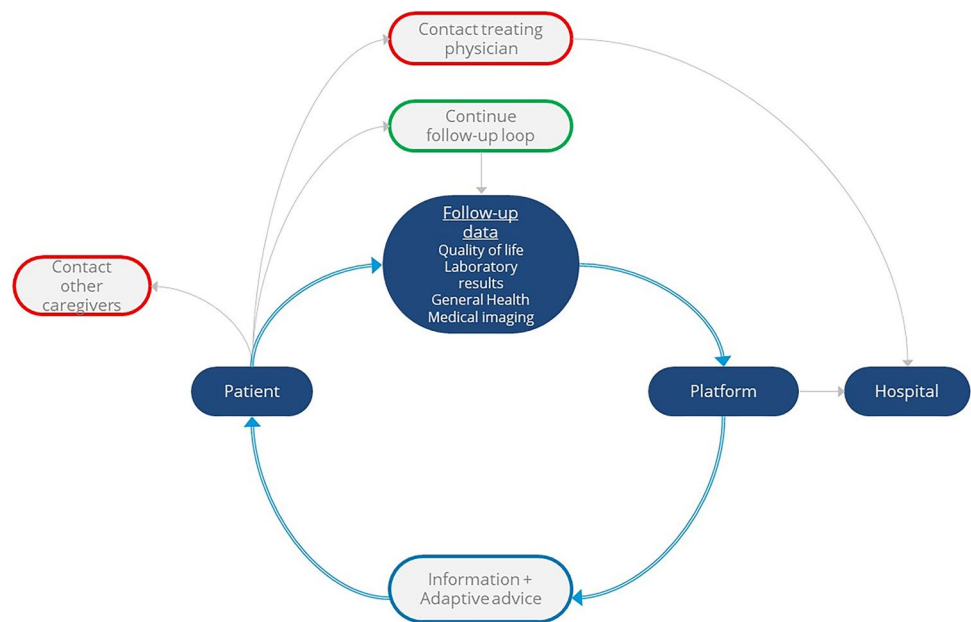 Contact treating
physician
Continue
follow-up loop
Follow-up
data
Quality of life
Laboratory
results
General Health
Medical imaging
Contact
other
caregivers
Patient
Platform
Hospital
Information +
Adaptive advice